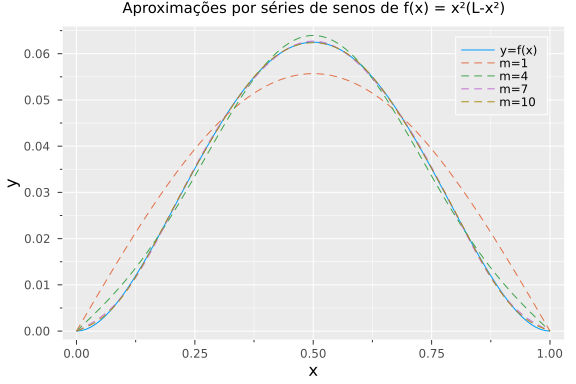 Aproximações por séries de senos de f(x) = x²(L-x²)
y=f(x)
m=1
m=4
m=7
m=10
0.06
0.05
0.04
0.03
0.02
0.01
0.00
y
0.00 0.25 0.50 0.75 1.00
x